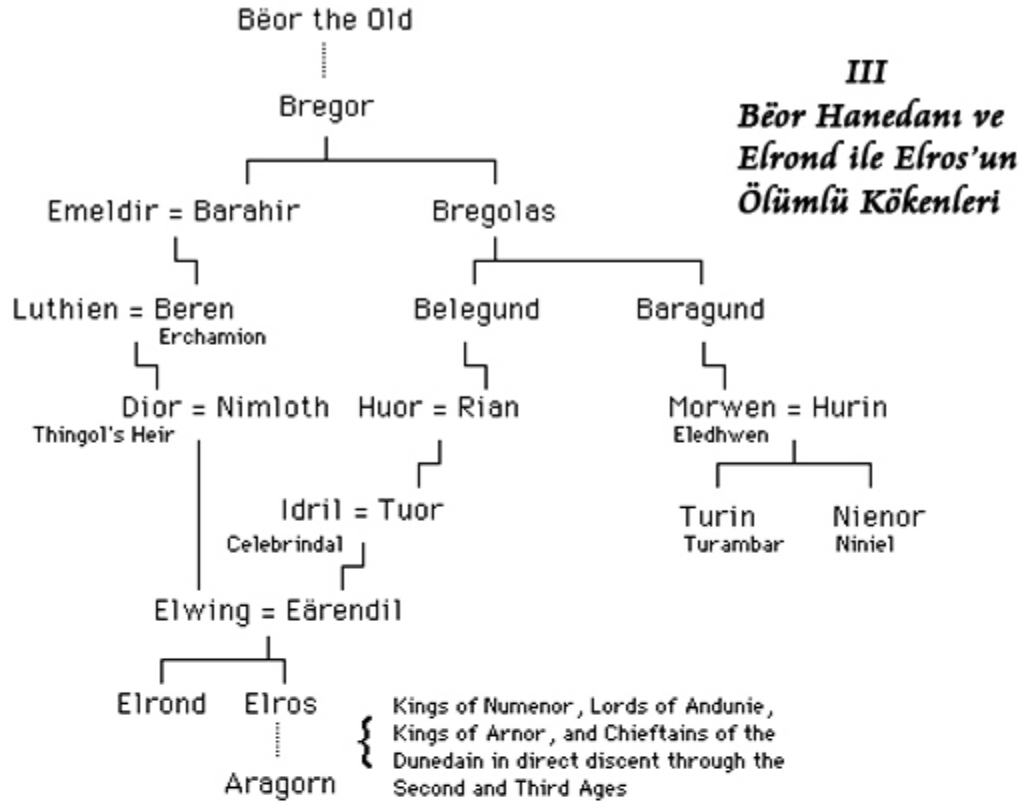 Bëor the Old
III
Bregor
Bëor Hanedanı ve
Elrond ile Elros'un
Ölümlü Kökenleri
Emeldir = Barahir
Bregolas
Luthien = Beren
Erchamion
Belegund
Baragund
Dior = Nimloth
Thingol's Heir
Huor = Rian
Morwen = Hurin
Eledhwen
Idril = Tuor
Celebrindal
Turin
Turambar
Nienor
Niniel
Elwing = Eärendil
Elrond
Elros
Kings of Numenor, Lords of Andunie,
Kings of Arnor, and Chieftains of the
Dunedain in direct discent through the
Second and Third Ages
Aragorn